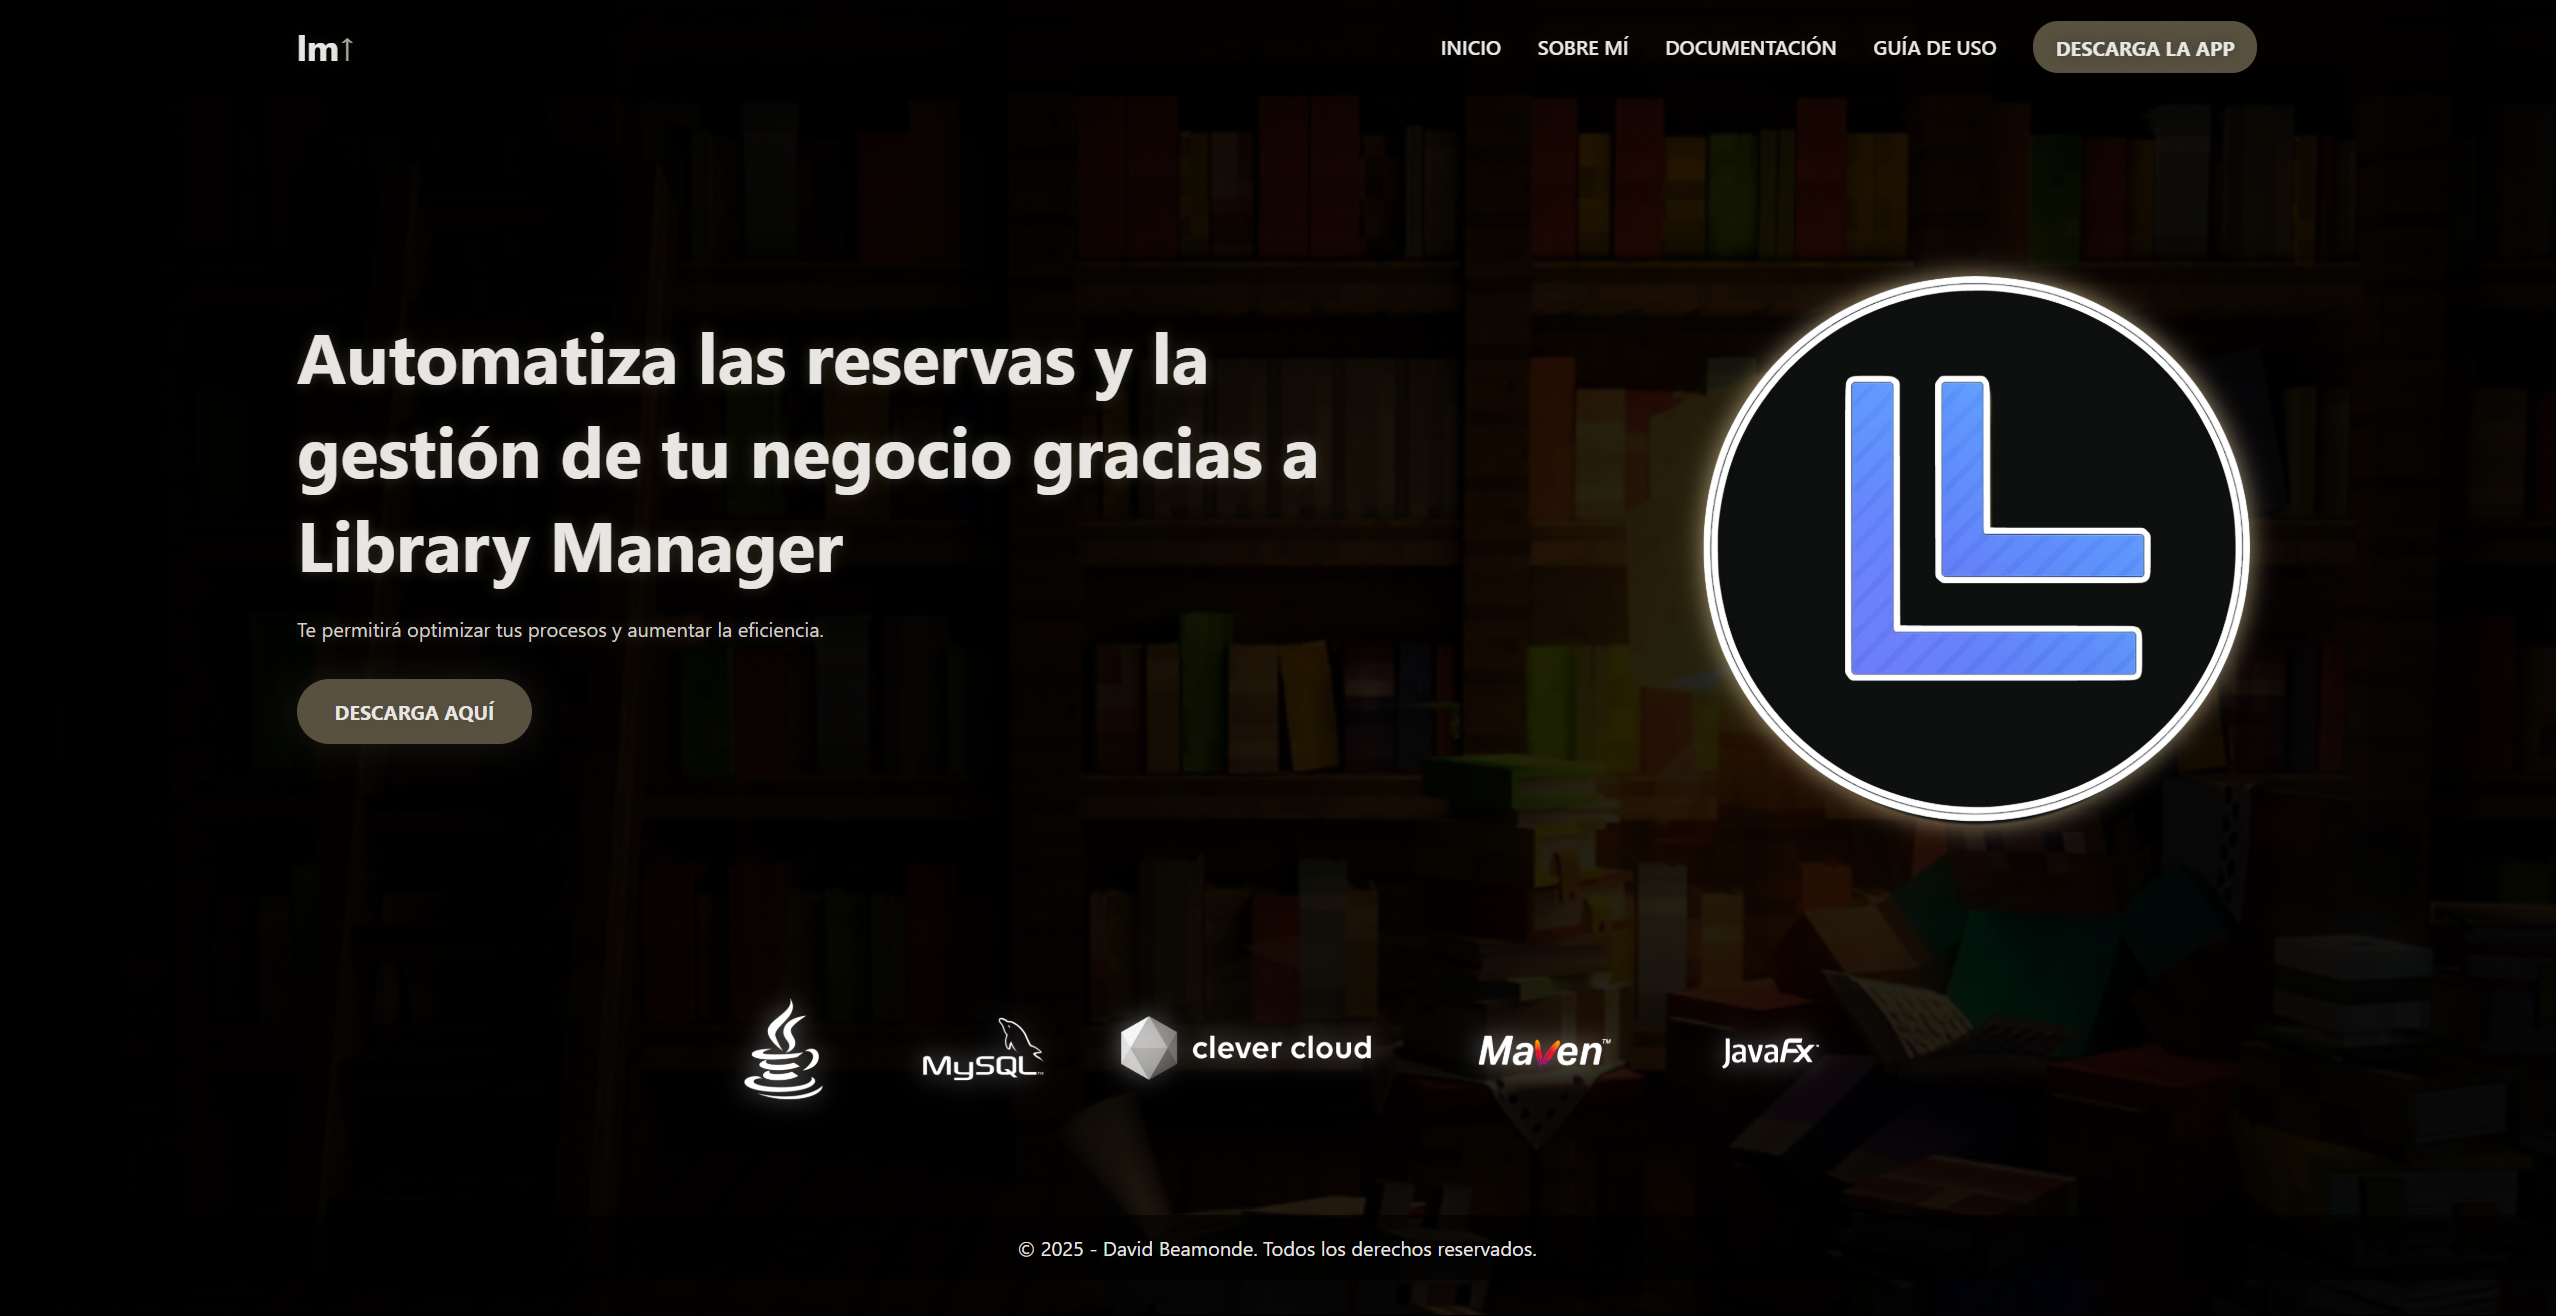 lm↑
INICIO SOBRE MÍ DOCUMENTACIÓN GUÍA DE USO DESCARGA LA APP
Automatiza las reservas y la
gestión de tu negocio gracias a
Library Manager
Te permitirá optimizar tus procesos y aumentar la eficiencia.
DESCARGA AQUÍ
MySQL™ clever cloud Maven™ JavaFx
© 2025 - David Beamonde. Todos los derechos reservados.